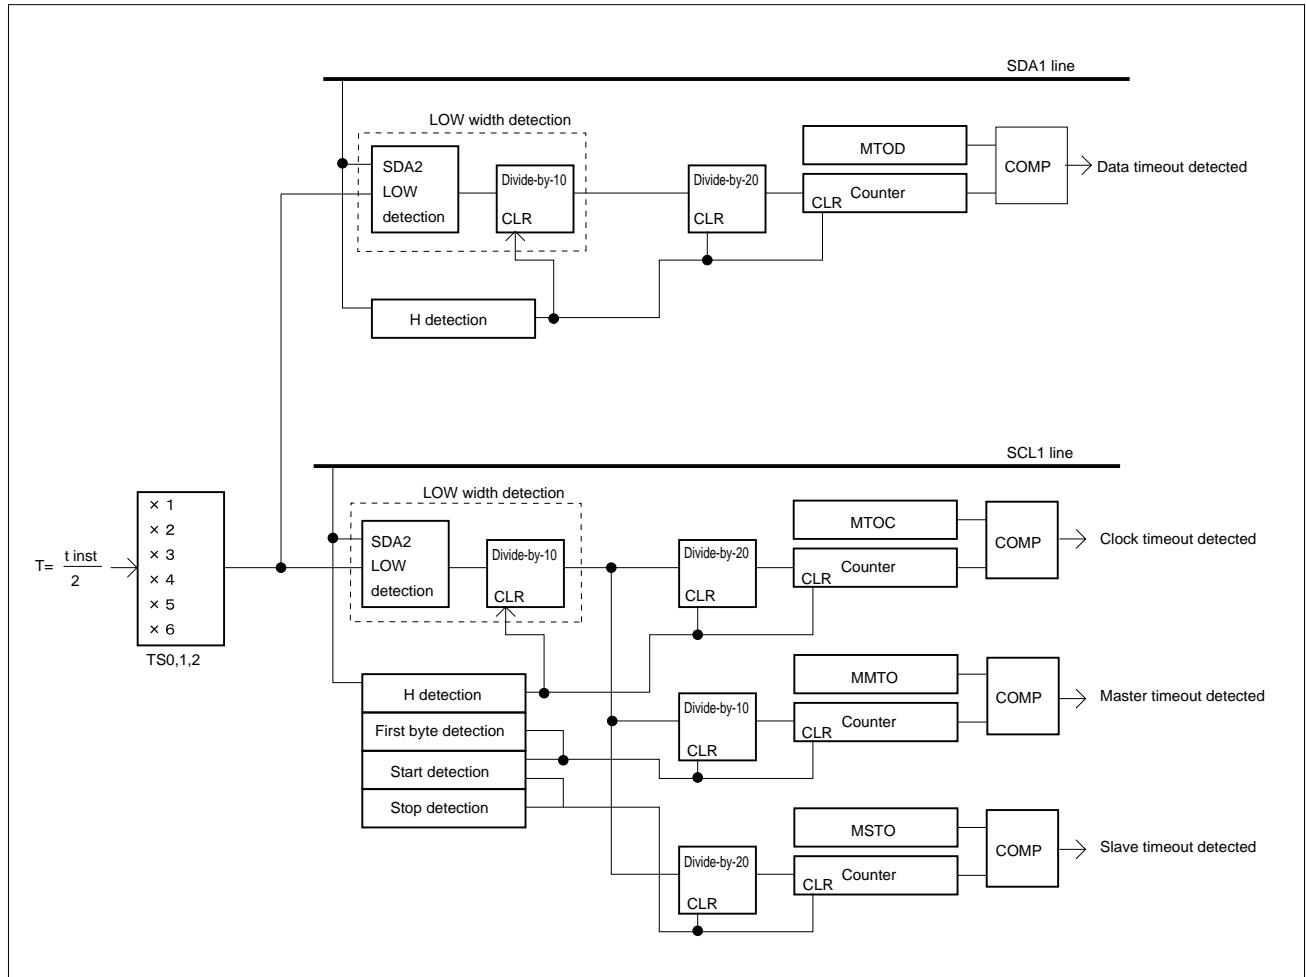 SDA1 line
LOW width detection
SDA2
LOW
detection
Divide-by-10
CLR
Divide-by-20
CLR
MTOD
Counter
CLR
COMP
Data timeout detected
H detection
SCL1 line
LOW width detection
T= t inst
2
× 1
× 2
× 3
× 4
× 5
× 6
TS0,1,2
SDA2
LOW
detection
Divide-by-10
CLR
Divide-by-20
CLR
MTOC
Counter
CLR
COMP
Clock timeout detected
H detection
First byte detection
Start detection
Stop detection
Divide-by-10
CLR
MMTO
Counter
CLR
COMP
Master timeout detected
Divide-by-20
CLR
MSTO
Counter
CLR
COMP
Slave timeout detected